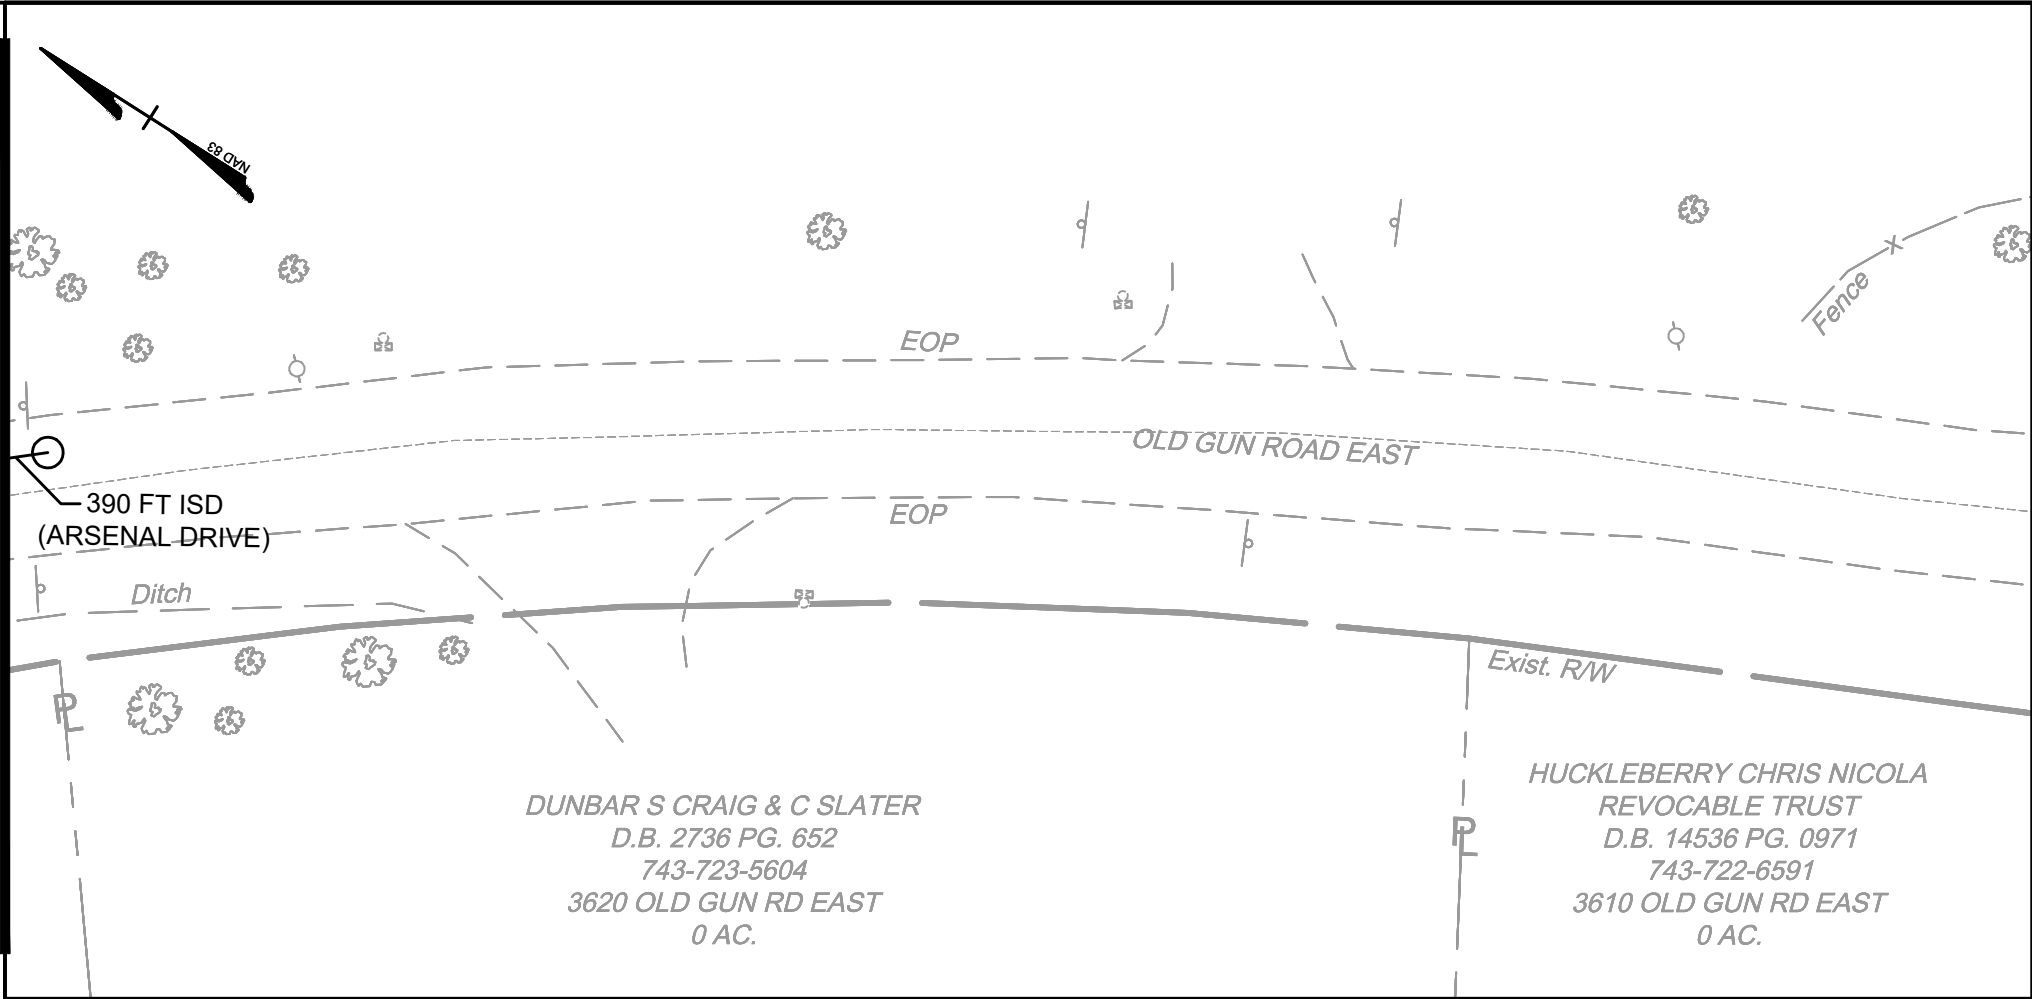 NAD 83
EOP
Fence
OLD GUN ROAD EAST
390 FT ISD
(ARSENAL DRIVE)
EOP
Ditch
Exist. R/W
PL
PL
DUNBAR S CRAIG & C SLATER
D.B. 2736 PG. 652
743-723-5604
3620 OLD GUN RD EAST
0 AC.
HUCKLEBERRY CHRIS NICOLA
REVOCABLE TRUST
D.B. 14536 PG. 0971
743-722-6591
3610 OLD GUN RD EAST
0 AC.